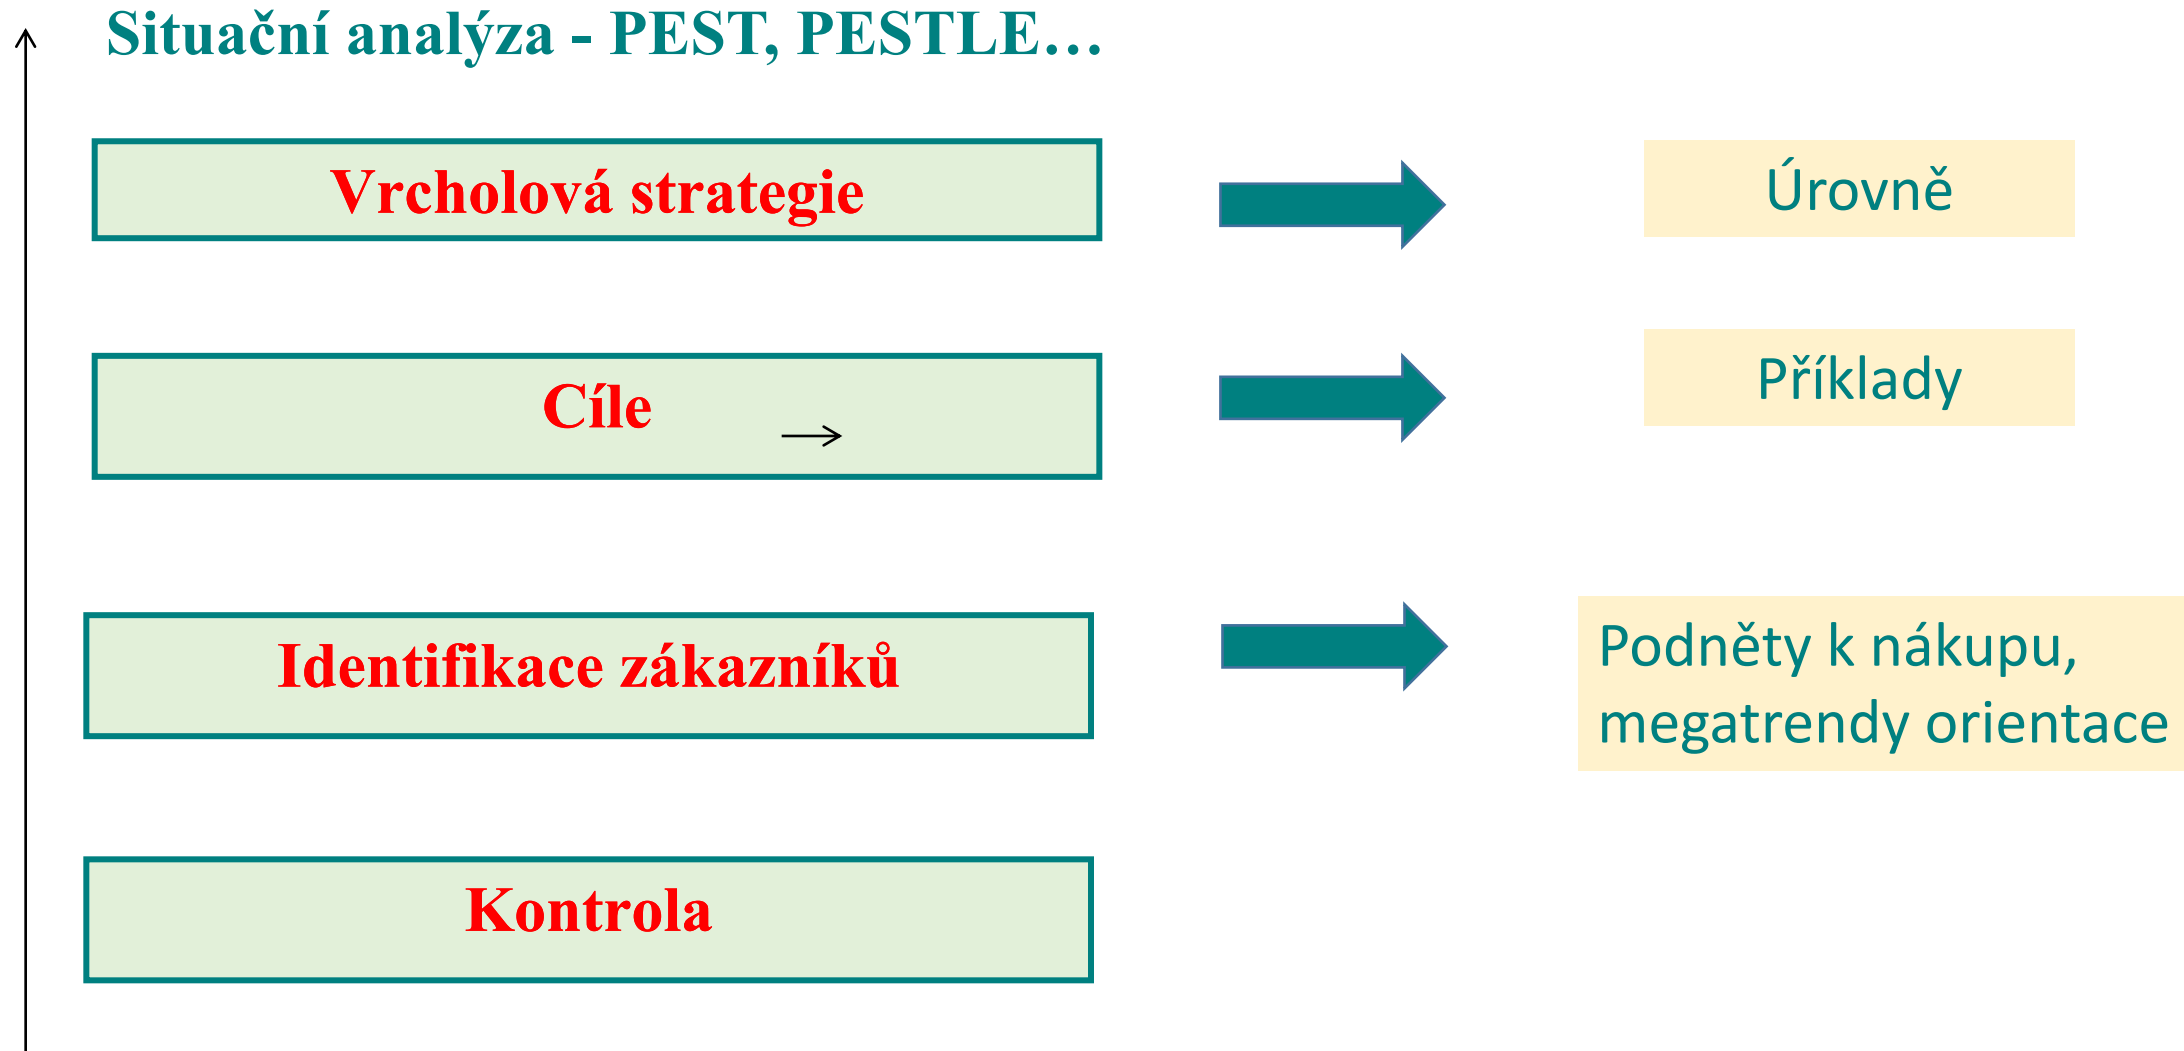 Situační analýza - PEST, PESTLE…
Vrcholová strategie
Úrovně
Cíle
Příklady
Identifikace zákazníků
Podněty k nákupu,
megatrendy orientace
Kontrola